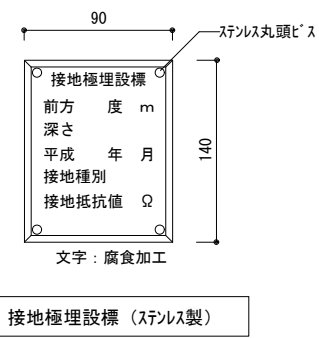 90
ｽﾃﾝﾚｽ丸頭ﾋﾞｽ
接地極埋設標
前方 度 m
深さ
平成 年 月
接地種別
接地抵抗値 Ω
140
文字：腐食加工
接地極埋設標（ｽﾃﾝﾚｽ製）